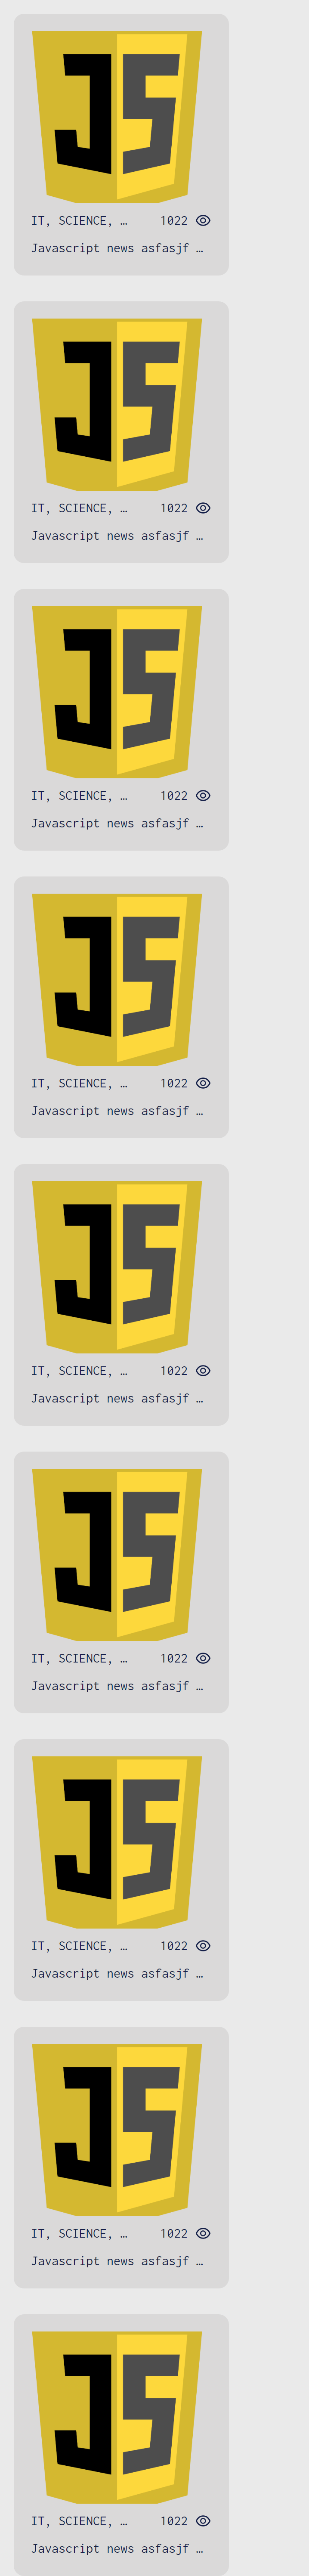 JS
IT, SCIENCE, … 1022
Javascript news asfasjf …
JS
IT, SCIENCE, … 1022
Javascript news asfasjf …
JS
IT, SCIENCE, … 1022
Javascript news asfasjf …
JS
IT, SCIENCE, … 1022
Javascript news asfasjf …
JS
IT, SCIENCE, … 1022
Javascript news asfasjf …
JS
IT, SCIENCE, … 1022
Javascript news asfasjf …
JS
IT, SCIENCE, … 1022
Javascript news asfasjf …
JS
IT, SCIENCE, … 1022
Javascript news asfasjf …
JS
IT, SCIENCE, … 1022
Javascript news asfasjf …